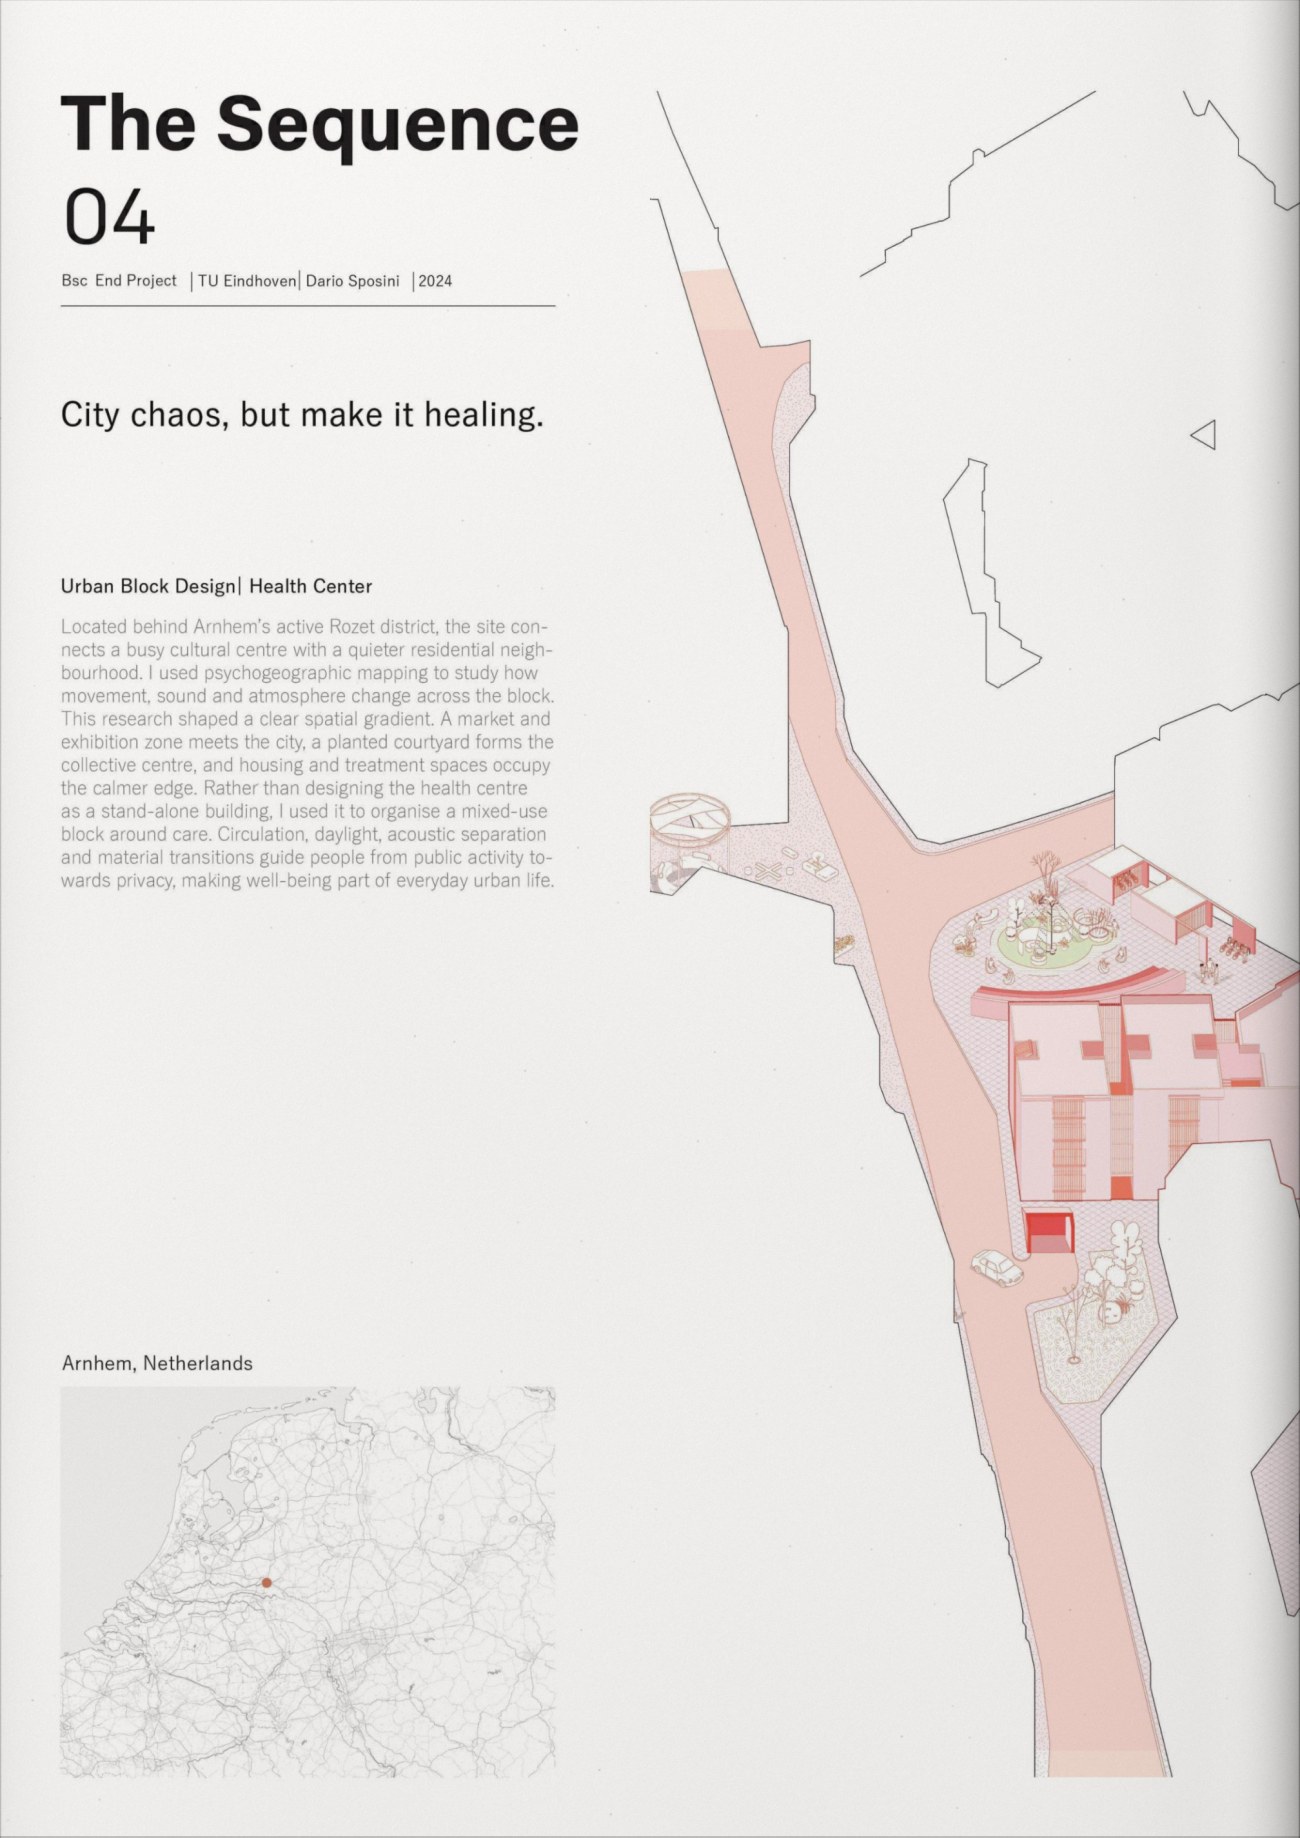 The Sequence
04
Bsc End Project | TU Eindhoven| Dario Sposini | 2024
City chaos, but make it healing.
Urban Block Design| Health Center
Located behind Arnhem's active Rozet district, the site con-
nects a busy cultural centre with a quieter residential neigh-
bourhood. I used psychogeographic mapping to study how
movement, sound and atmosphere change across the block.
This research shaped a clear spatial gradient. A market and
exhibition zone meets the city, a planted courtyard forms the
collective centre, and housing and treatment spaces occupy
the calmer edge. Rather than designing the health centre
as a stand-alone building, I used it to organise a mixed-use
block around care. Circulation, daylight, acoustic separation
and material transitions guide people from public activity to-
wards privacy, making well-being part of everyday urban life.
Arnhem, Netherlands